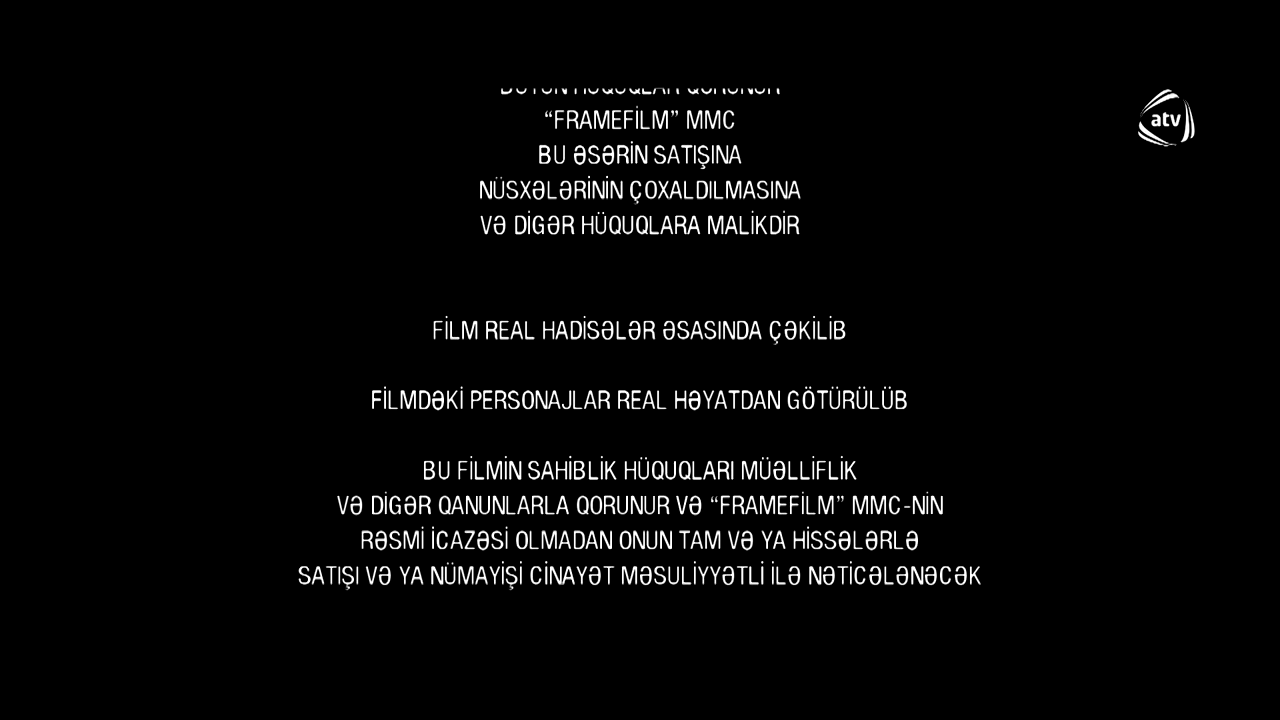 BÜTÜN HÜQUQLAR QORUNUR
“FRAMEFİLM” MMC
BU ƏSƏRİN SATIŞINA
NÜSXƏLƏRİNİN ÇOXALDILMASINA
VƏ DİGƏR HÜQUQLARA MALİKDİR
FİLM REAL HADİSƏLƏR ƏSASINDA ÇƏKİLİB
FİLMDƏKİ PERSONAJLAR REAL HƏYATDAN GÖTÜRÜLÜB
BU FİLMİN SAHİBLİK HÜQUQLARI MÜƏLLİFLİK
VƏ DİGƏR QANUNLARLA QORUNUR VƏ “FRAMEFİLM” MMC-NİN
RƏSMİ İCAZƏSİ OLMADAN ONUN TAM VƏ YA HİSSƏLƏRLƏ
SATIŞI VƏ YA NÜMAYİŞİ CİNAYƏT MƏSULİYYƏTLİ İLƏ NƏTİCƏLƏNƏCƏK
atv